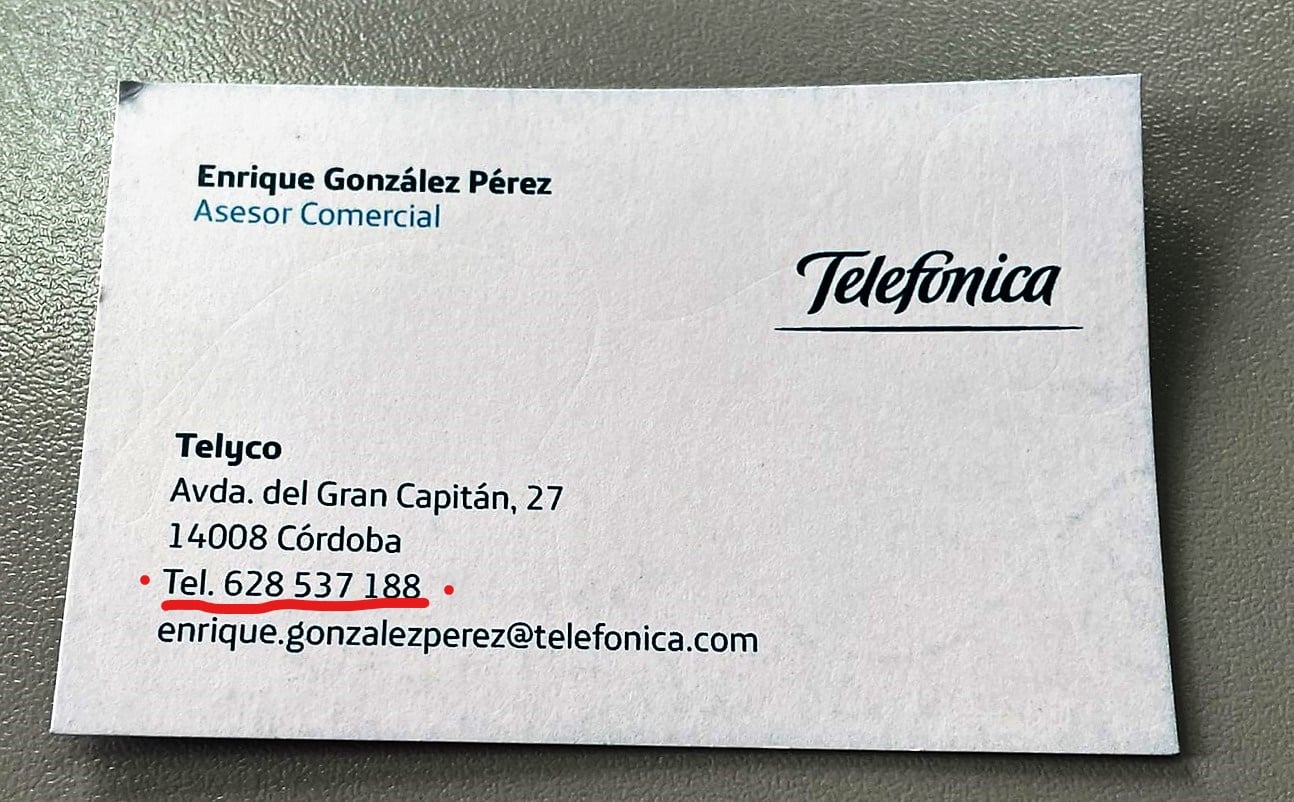 Enrique González Pérez
Asesor Comercial
Telefónica
Telyco
Avda. del Gran Capitán, 27
14008 Córdoba
Tel. 628 537 188
enrique.gonzalezperez@telefonica.com